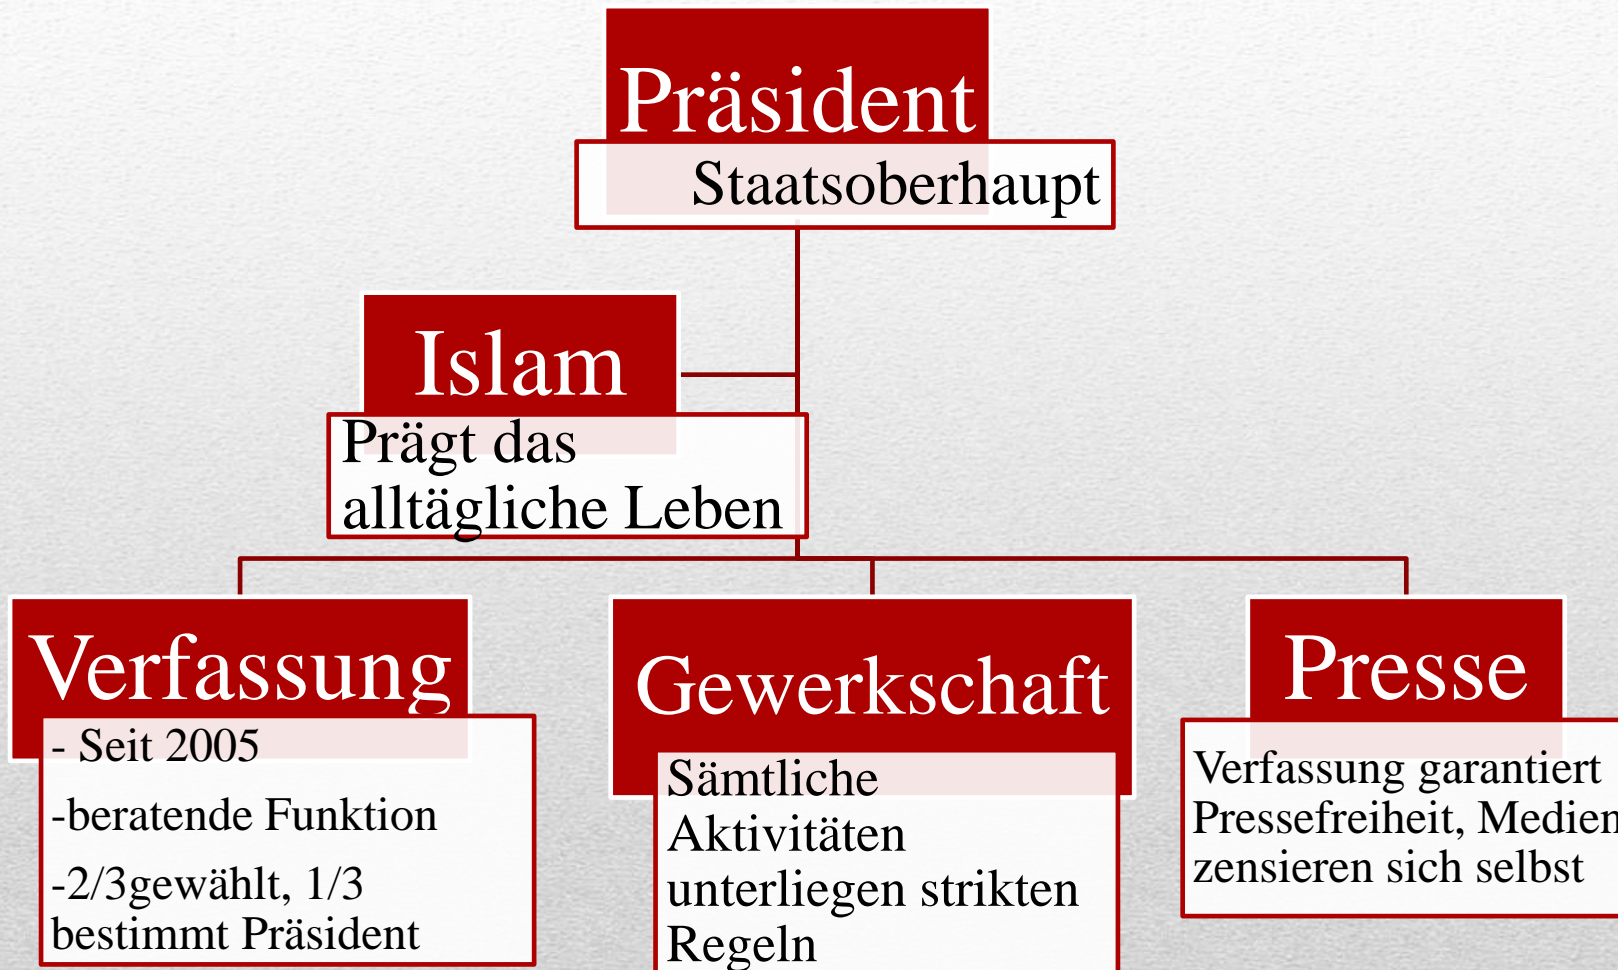 Präsident
Staatsoberhaupt
Islam
Prägt das
alltägliche Leben
Verfassung
- Seit 2005
-beratende Funktion
-2/3gewählt, 1/3
bestimmt Präsident
Gewerkschaft
Sämtliche
Aktivitäten
unterliegen strikten
Regeln
Presse
Verfassung garantiert
Pressefreiheit, Medien
zensieren sich selbst